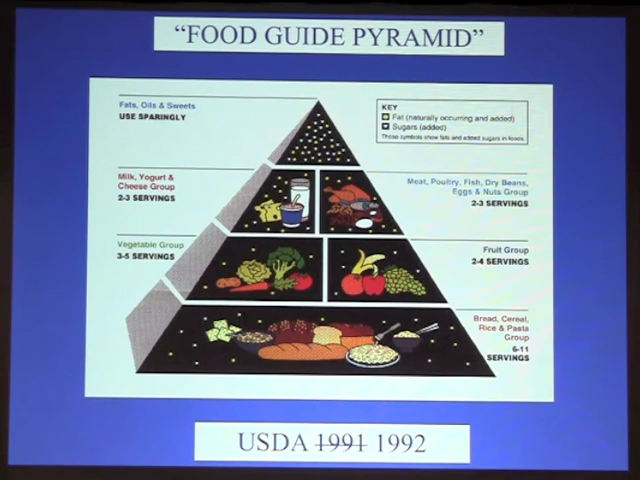 “FOOD GUIDE PYRAMID”
Fats, Oils & Sweets
USE SPARINGLY
KEY
Fat (naturally occurring and added)
Sugars (added)
These symbols show fats and added sugars in foods.
Milk, Yogurt &
Cheese Group
2-3 SERVINGS
Meat, Poultry, Fish, Dry Beans,
Eggs & Nuts Group
2-3 SERVINGS
Vegetable Group
3-5 SERVINGS
Fruit Group
2-4 SERVINGS
Bread, Cereal,
Rice & Pasta
Group
6-11
SERVINGS
USDA 1991 1992